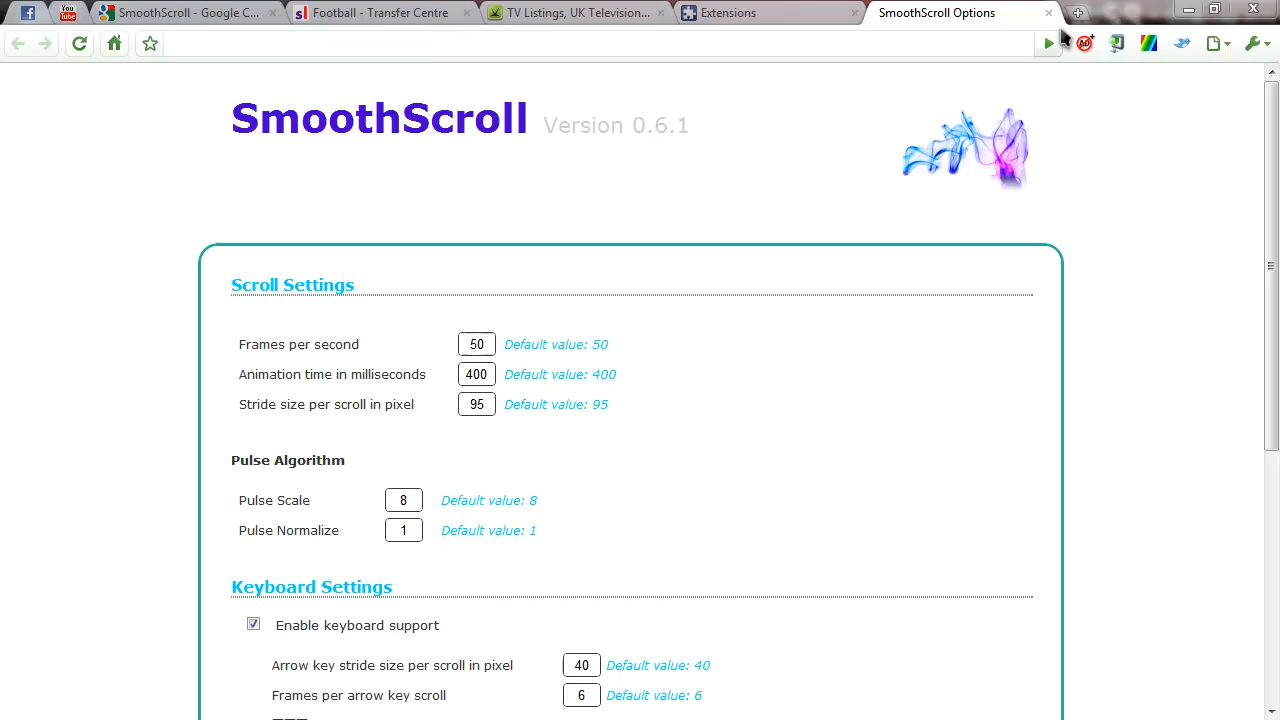 You Tube SmoothScroll - Google C... Football - Transfer Centre TV Listings, UK Television... Extensions SmoothScroll Options
SmoothScroll Version 0.6.1
Scroll Settings
Frames per second 50 Default value: 50
Animation time in milliseconds 400 Default value: 400
Stride size per scroll in pixel 95 Default value: 95
Pulse Algorithm
Pulse Scale 8 Default value: 8
Pulse Normalize 1 Default value: 1
Keyboard Settings
Enable keyboard support
Arrow key stride size per scroll in pixel 40 Default value: 40
Frames per arrow key scroll 6 Default value: 6